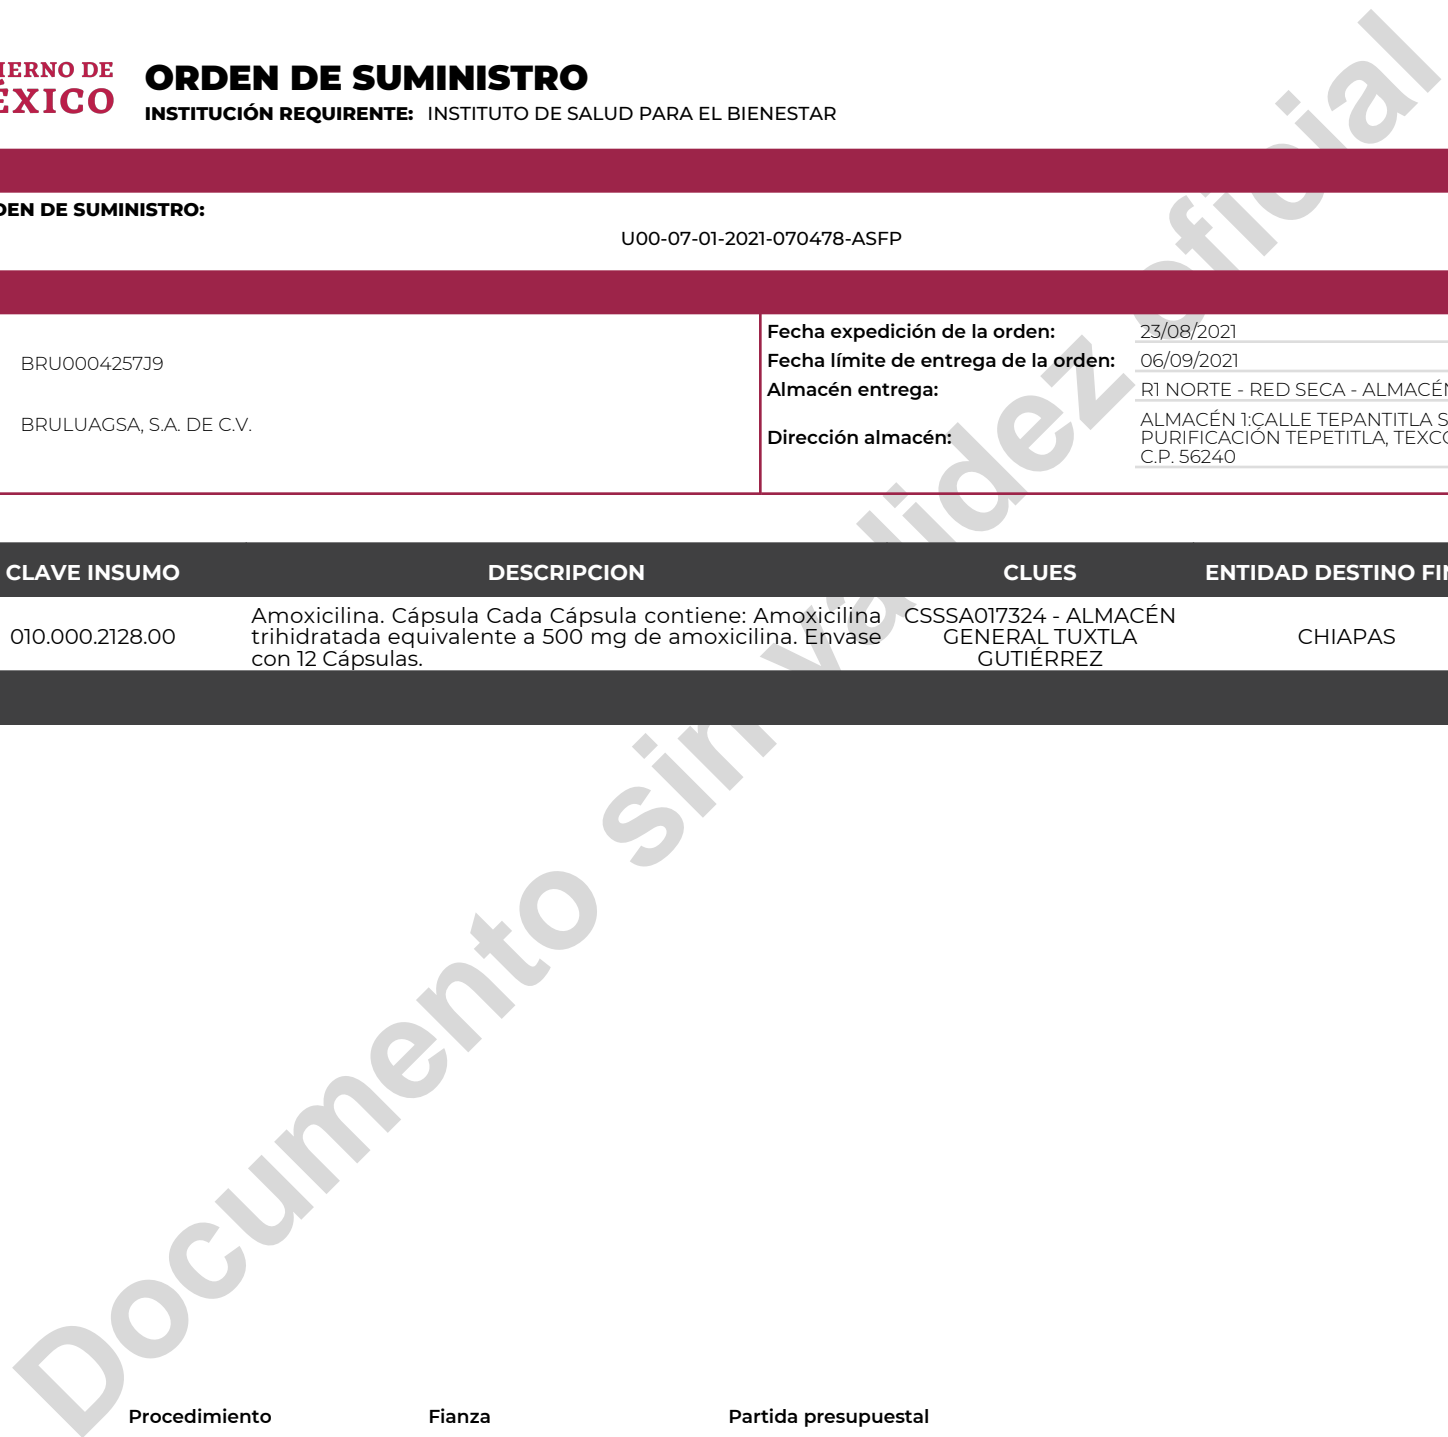 IERNO DE
ÉXICO
ORDEN DE SUMINISTRO
INSTITUCIÓN REQUIRENTE: INSTITUTO DE SALUD PARA EL BIENESTAR
DEN DE SUMINISTRO:
U00-07-01-2021-070478-ASFP
BRU0004257J9
BRULUAGSA, S.A. DE C.V.
Fecha expedición de la orden: 23/08/2021
Fecha límite de entrega de la orden: 06/09/2021
Almacén entrega: R1 NORTE - RED SECA - ALMACÉN
Dirección almacén: ALMACÉN 1:CALLE TEPANTITLA S
PURIFICACIÓN TEPETITLA, TEXCO
C.P. 56240
CLAVE INSUMO DESCRIPCION CLUES ENTIDAD DESTINO FIN
010.000.2128.00
Amoxicilina. Cápsula Cada Cápsula contiene: Amoxicilina
trihidratada equivalente a 500 mg de amoxicilina. Envase
con 12 Cápsulas.
CSSSA017324 - ALMACÉN
GENERAL TUXTLA
GUTIÉRREZ
CHIAPAS
Documento sin validez oficial
Procedimiento Fianza Partida presupuestal